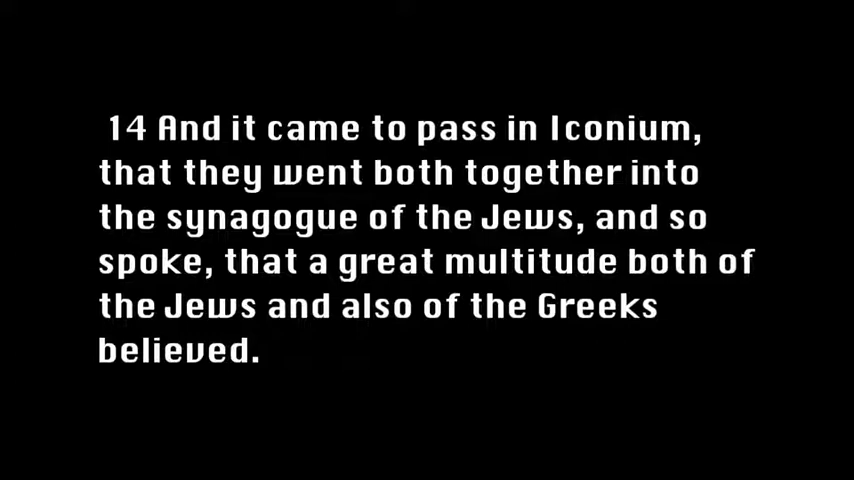 14 And it came to pass in Iconium,
that they went both together into
the synagogue of the Jews, and so
spoke, that a great multitude both of
the Jews and also of the Greeks
believed.